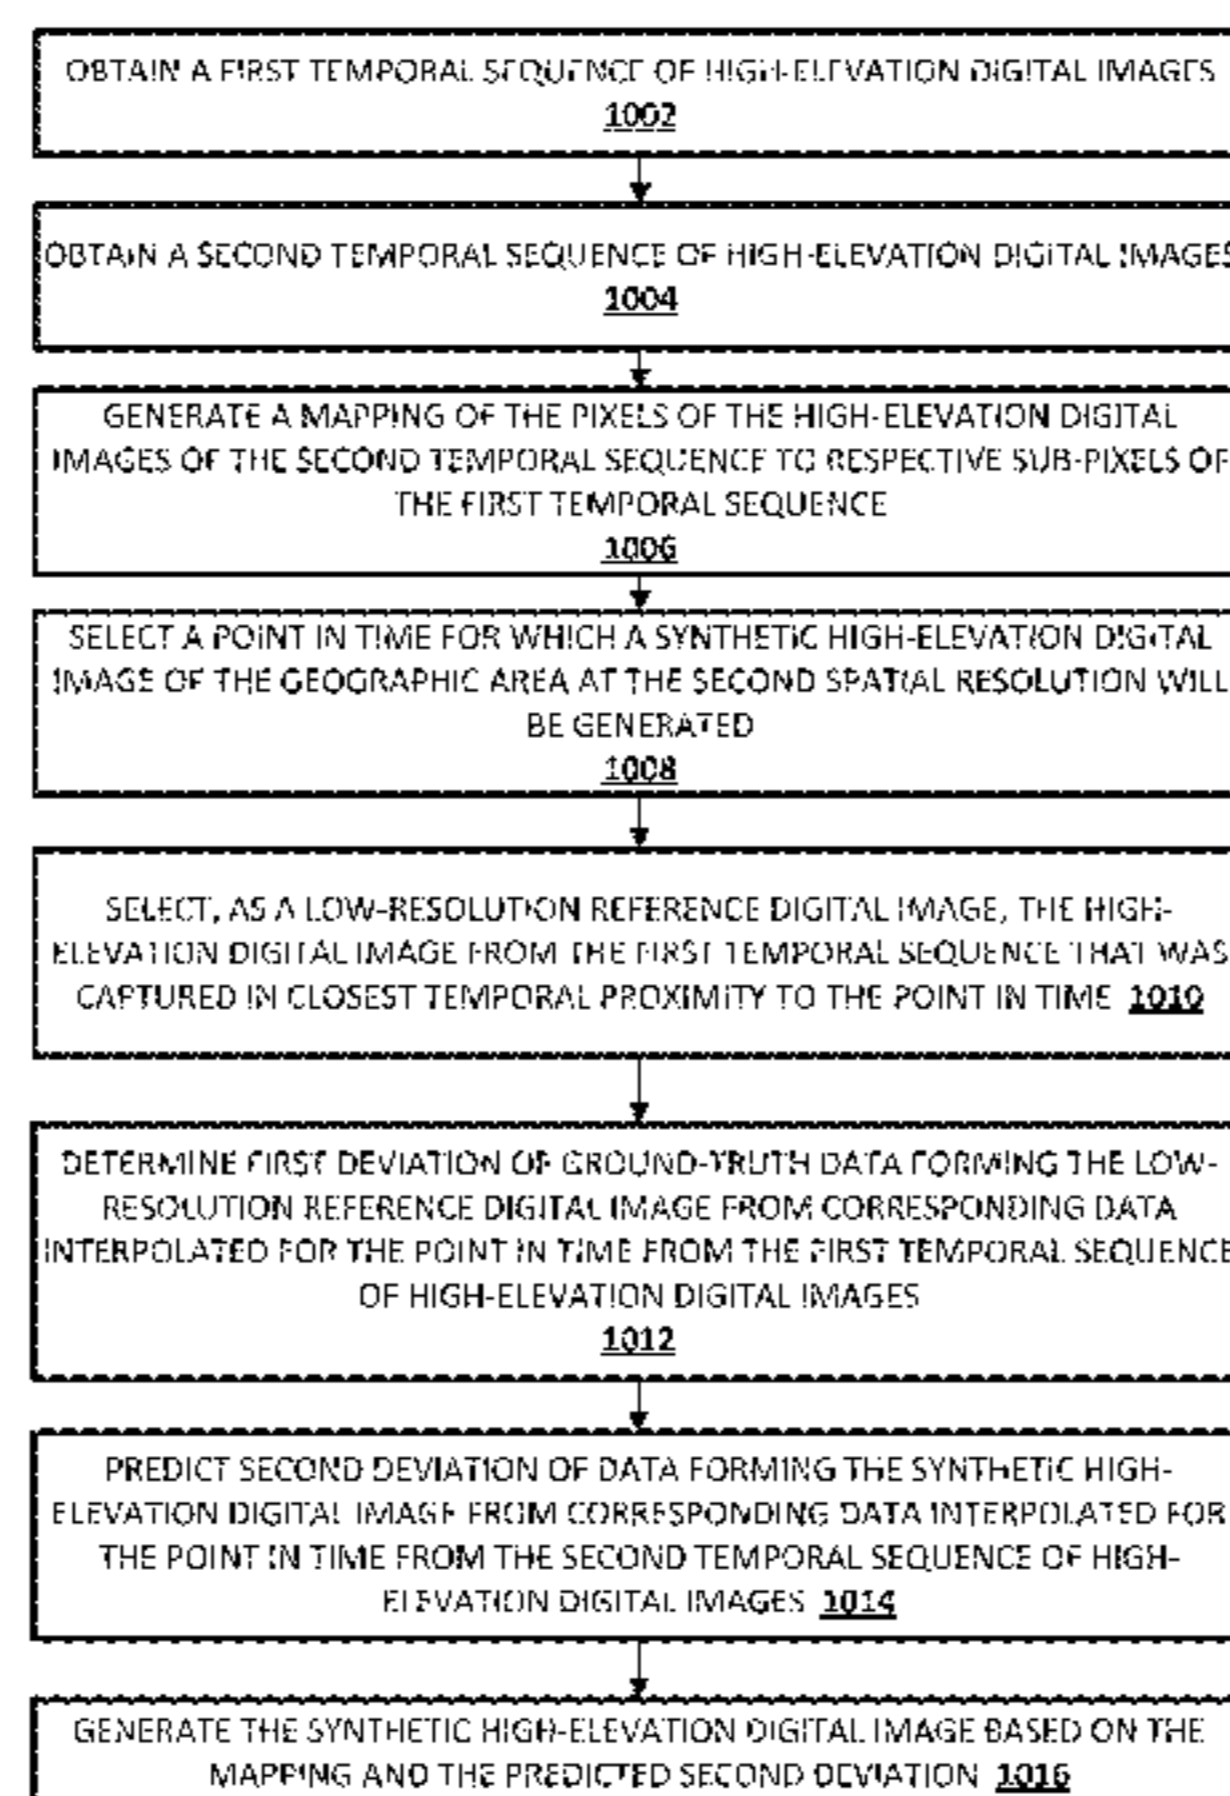 OBTAIN A FIRST TEMPORAL SEQUENCE OF HIGH-ELEVATION DIGITAL IMAGES
1002
OBTAIN A SECOND TEMPORAL SEQUENCE OF HIGH-ELEVATION DIGITAL IMAGES
1004
GENERATE A MAPPING OF THE PIXELS OF THE HIGH-ELEVATION DIGITAL
IMAGES OF THE SECOND TEMPORAL SEQUENCE TO RESPECTIVE SUB-PIXELS OF
THE FIRST TEMPORAL SEQUENCE
1006
SELECT A POINT IN TIME FOR WHICH A SYNTHETIC HIGH-ELEVATION DIGITAL
IMAGE OF THE GEOGRAPHIC AREA AT THE SECOND SPATIAL RESOLUTION WILL
BE GENERATED
1008
SELECT, AS A LOW-RESOLUTION REFERENCE DIGITAL IMAGE, THE HIGH-
ELEVATION DIGITAL IMAGE FROM THE FIRST TEMPORAL SEQUENCE THAT WAS
CAPTURED IN CLOSEST TEMPORAL PROXIMITY TO THE POINT IN TIME 1010
DETERMINE FIRST DEVIATION OF GROUND-TRUTH DATA FORMING THE LOW-
RESOLUTION REFERENCE DIGITAL IMAGE FROM CORRESPONDING DATA
INTERPOLATED FOR THE POINT IN TIME FROM THE FIRST TEMPORAL SEQUENCE
OF HIGH-ELEVATION DIGITAL IMAGES
1012
PREDICT SECOND DEVIATION OF DATA FORMING THE SYNTHETIC HIGH-
ELEVATION DIGITAL IMAGE FROM CORRESPONDING DATA INTERPOLATED FOR
THE POINT IN TIME FROM THE SECOND TEMPORAL SEQUENCE OF HIGH-
ELEVATION DIGITAL IMAGES 1014
GENERATE THE SYNTHETIC HIGH-ELEVATION DIGITAL IMAGE BASED ON THE
MAPPING AND THE PREDICTED SECOND DEVIATION 1016